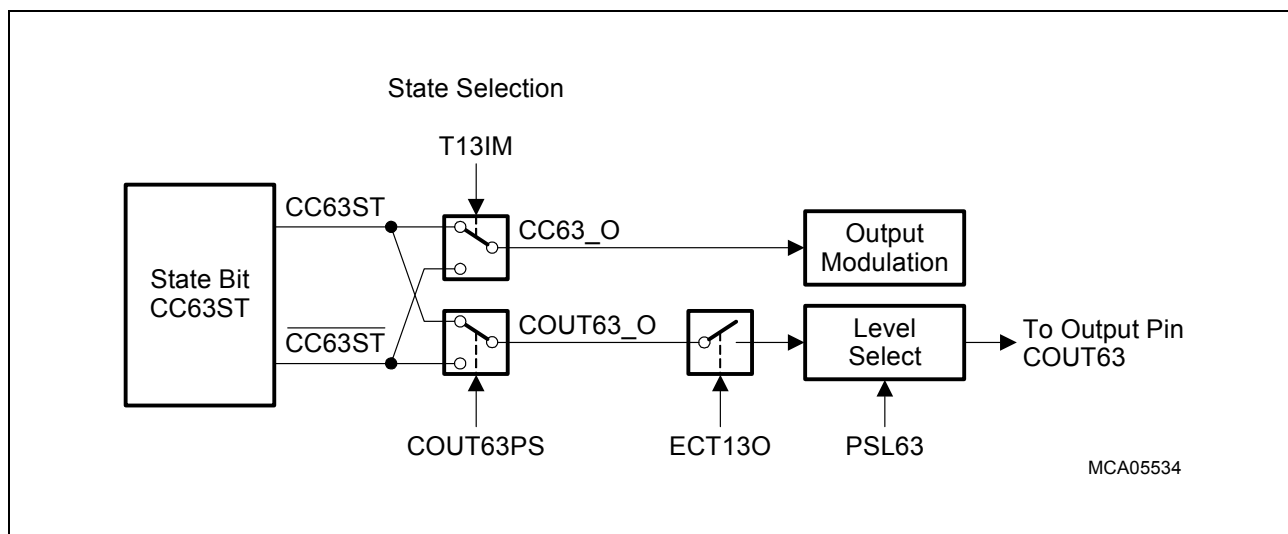 State Selection
T13IM
CC63ST
CC63_O
Output
Modulation
State Bit
CC63ST
CC63ST
COUT63_O
Level
Select
To Output Pin
COUT63
COUT63PS
ECT13O
PSL63
MCA05534